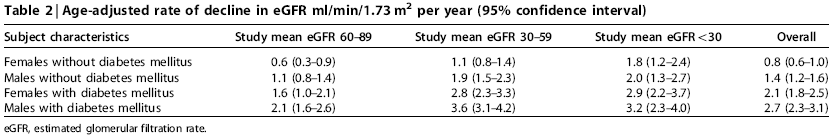 Table 2 | Age-adjusted rate of decline in eGFR ml/min/1.73 m² per year (95% confidence interval)
Subject characteristics Study mean eGFR 60–89 Study mean eGFR 30–59 Study mean eGFR<30 Overall
Females without diabetes mellitus 0.6 (0.3–0.9) 1.1 (0.8–1.4) 1.8 (1.2–2.4) 0.8 (0.6–1.0)
Males without diabetes mellitus 1.1 (0.8–1.4) 1.9 (1.5–2.3) 2.0 (1.3–2.7) 1.4 (1.2–1.6)
Females with diabetes mellitus 1.6 (1.0–2.1) 2.8 (2.3–3.3) 2.9 (2.2–3.7) 2.1 (1.8–2.5)
Males with diabetes mellitus 2.1 (1.6–2.6) 3.6 (3.1–4.2) 3.2 (2.3–4.0) 2.7 (2.3–3.1)
eGFR, estimated glomerular filtration rate.